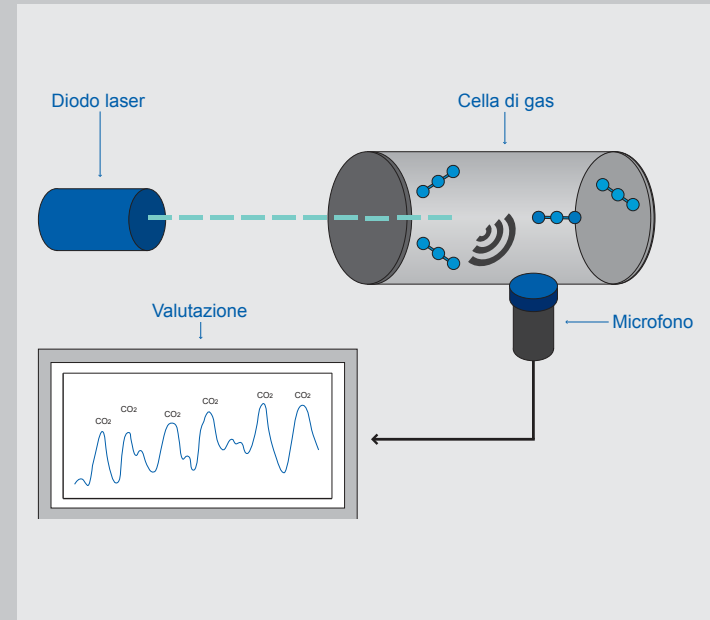 Diodo laser
Cella di gas
Valutazione
Microfono
CO2
CO2
CO2
CO2
CO2
CO2